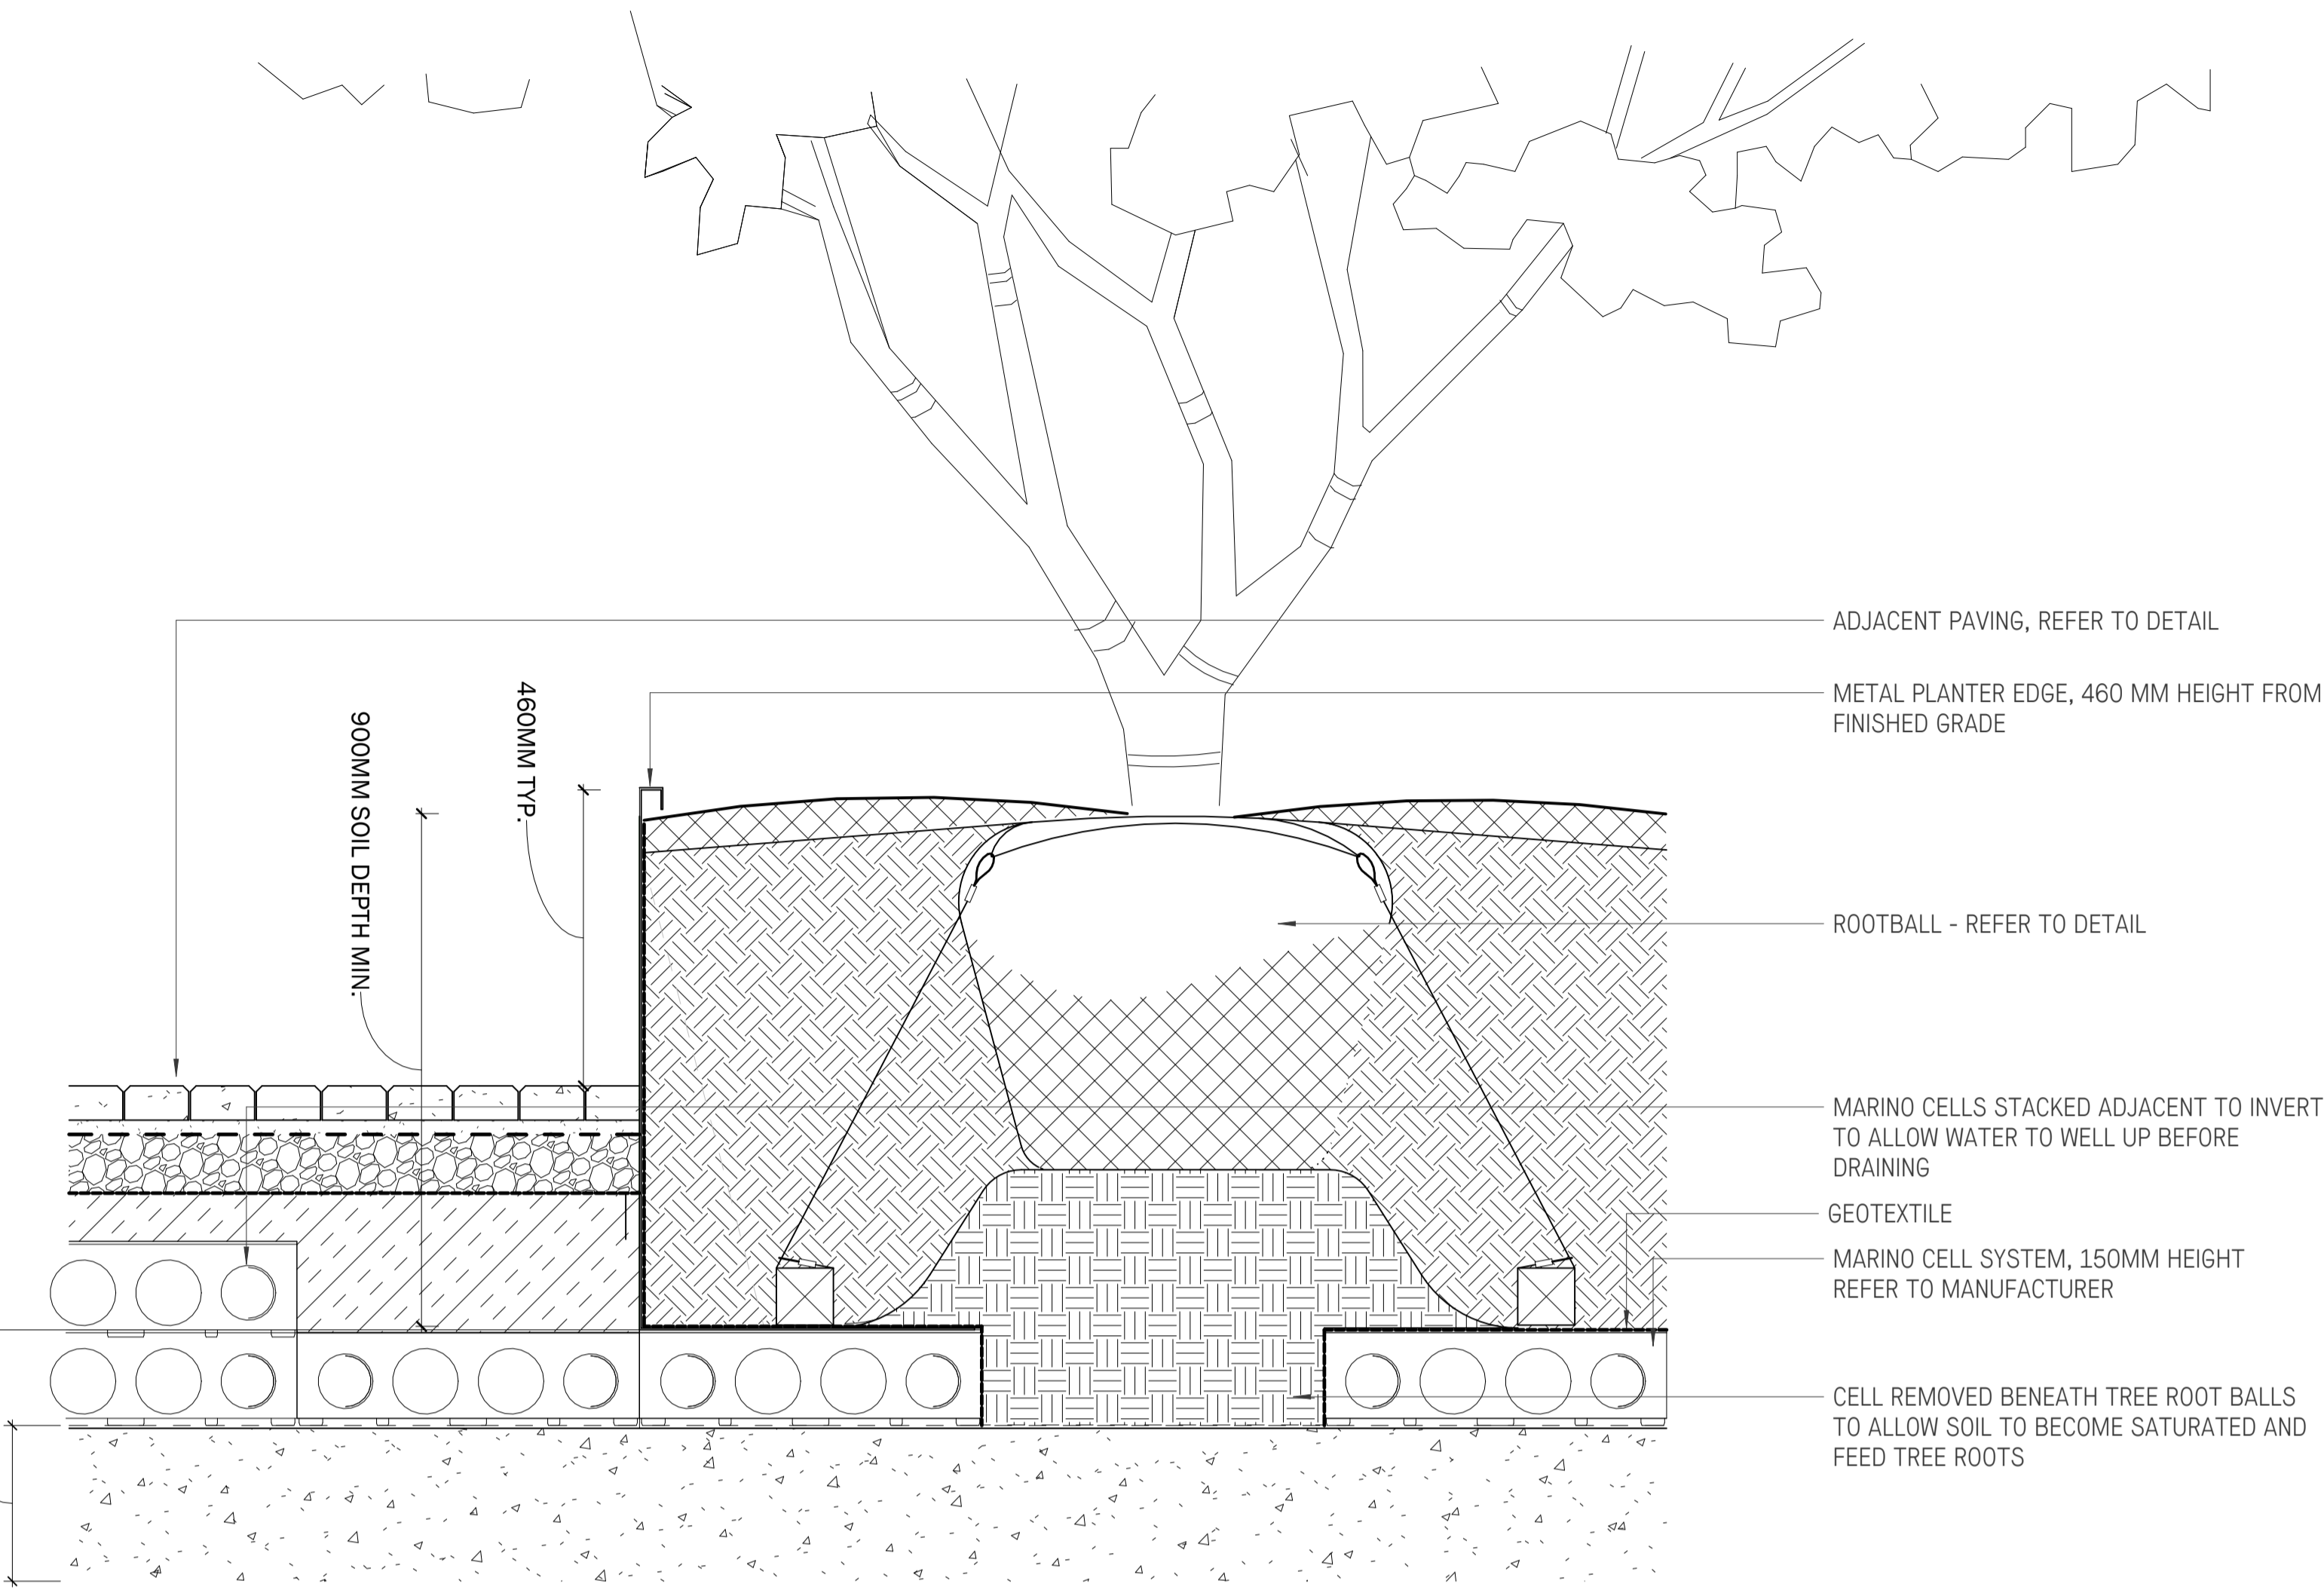 ADJACENT PAVING, REFER TO DETAIL
METAL PLANTER EDGE, 460 MM HEIGHT FROM
FINISHED GRADE
460MM TYP.
900MM SOIL DEPTH MIN.
ROOTBALL - REFER TO DETAIL
MARINO CELLS STACKED ADJACENT TO INVERT
TO ALLOW WATER TO WELL UP BEFORE
DRAINING
GEOTEXTILE
MARINO CELL SYSTEM, 150MM HEIGHT
REFER TO MANUFACTURER
CELL REMOVED BENEATH TREE ROOT BALLS
TO ALLOW SOIL TO BECOME SATURATED AND
FEED TREE ROOTS